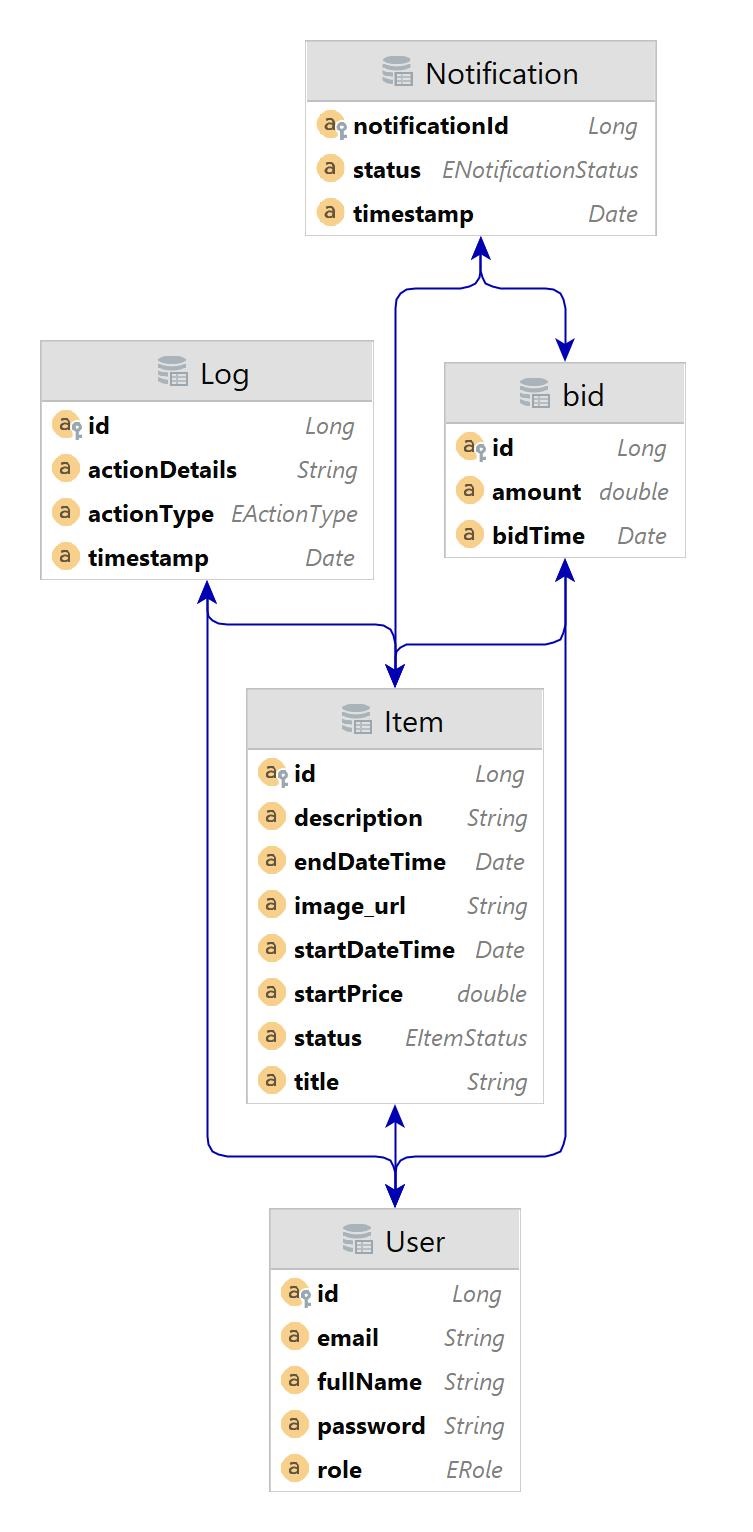 Notification
notificationId Long
status ENotificationStatus
timestamp Date
Log
id Long
actionDetails String
actionType EActionType
timestamp Date
bid
id Long
amount double
bidTime Date
Item
id Long
description String
endDateTime Date
image_url String
startDateTime Date
startPrice double
status EItemStatus
title String
User
id Long
email String
fullName String
password String
role ERole